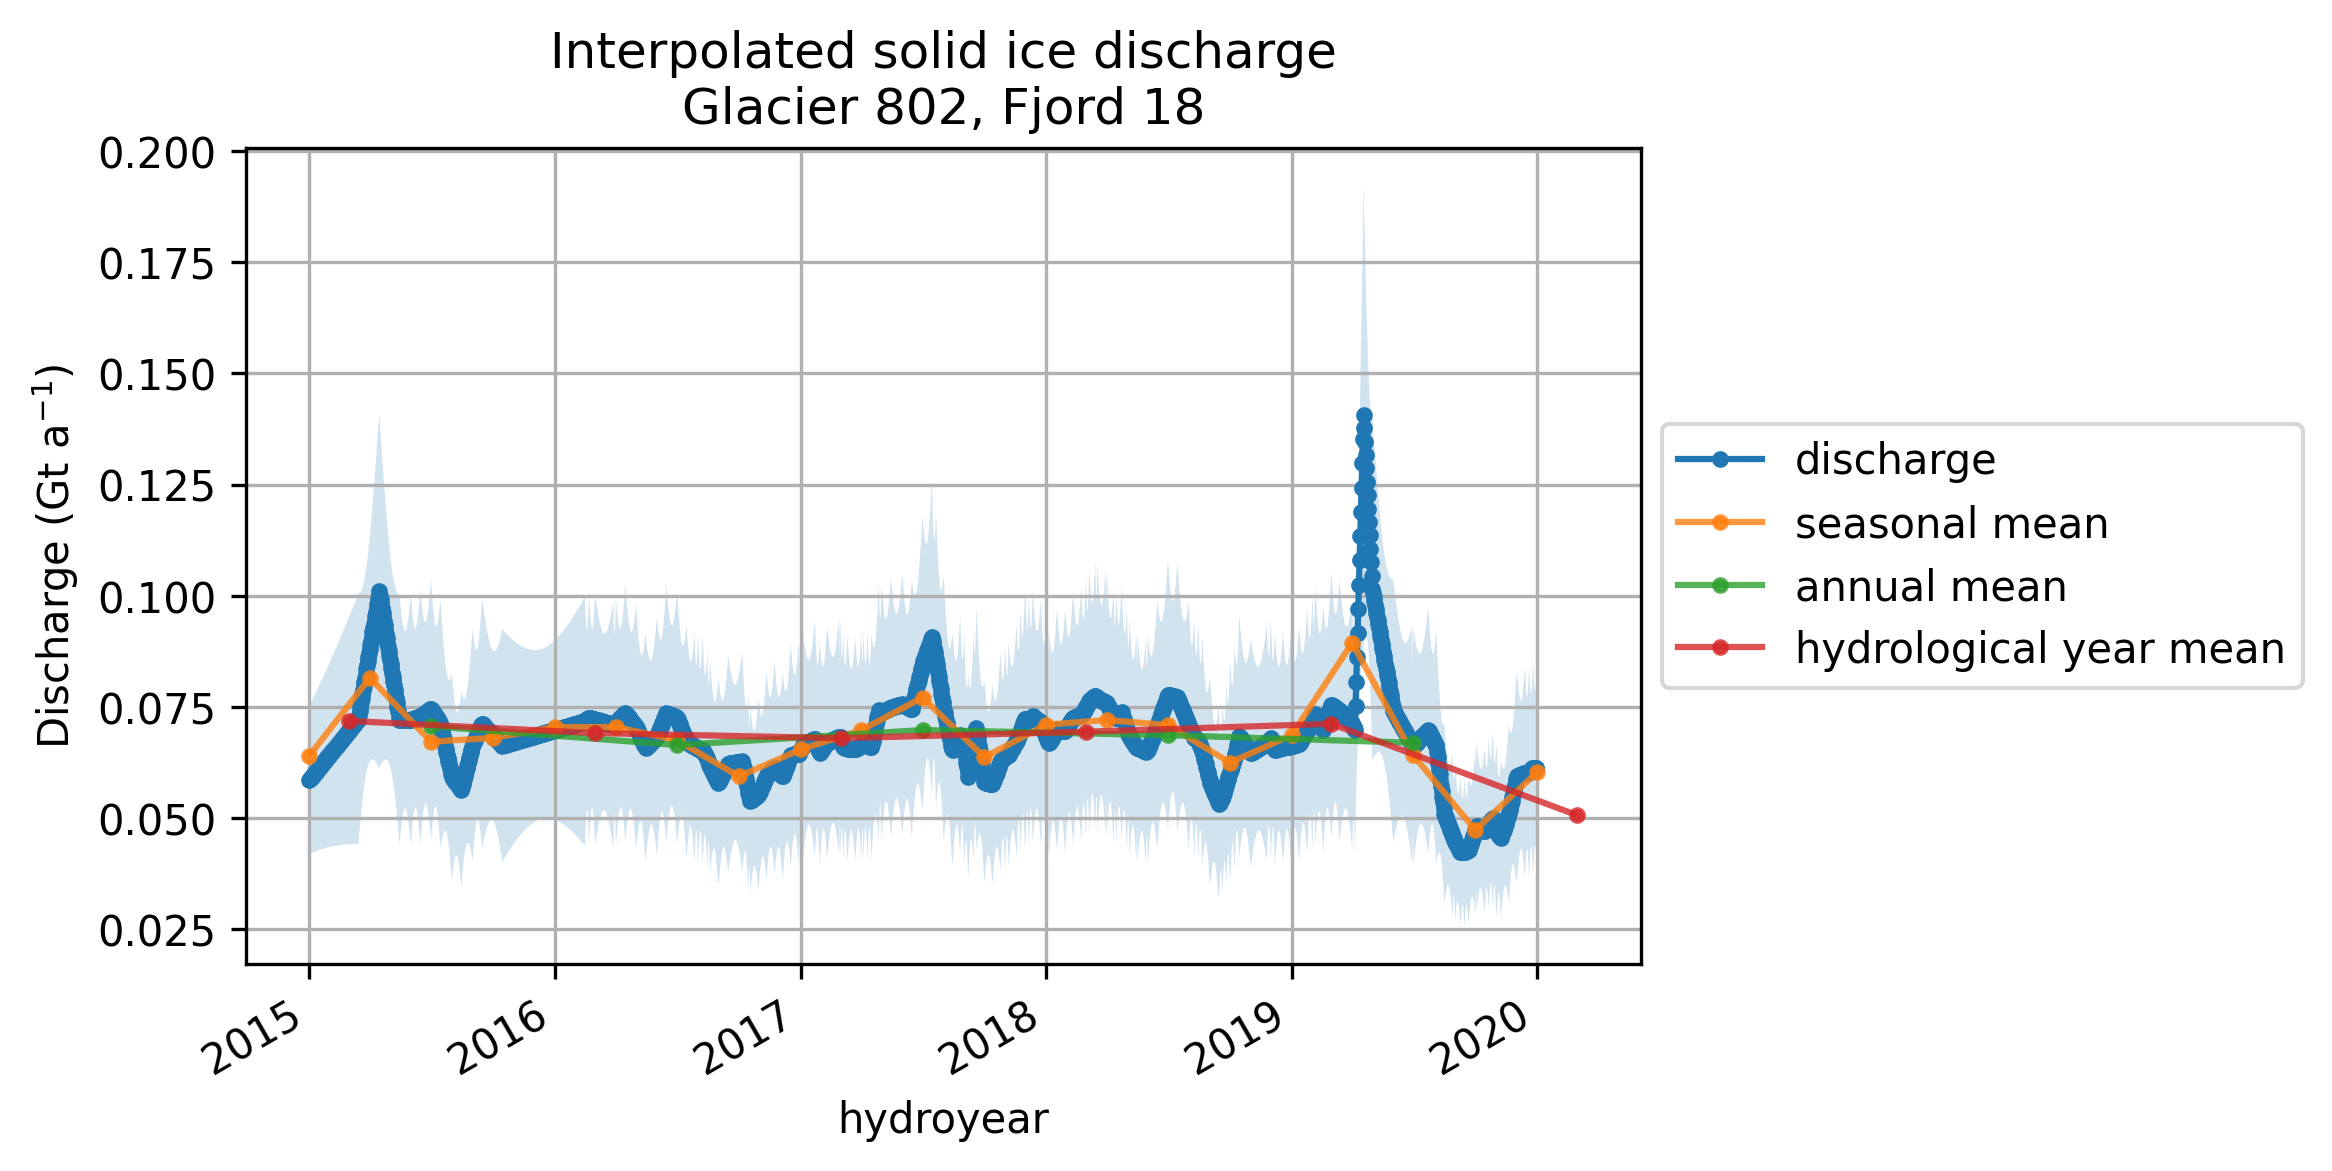 Interpolated solid ice discharge
Glacier 802, Fjord 18
0.200
0.175
0.150
0.125
0.100
0.075
0.050
0.025
Discharge (Gt a⁻¹)
2015
2016
2017
2018
2019
2020
hydroyear
discharge
seasonal mean
annual mean
hydrological year mean